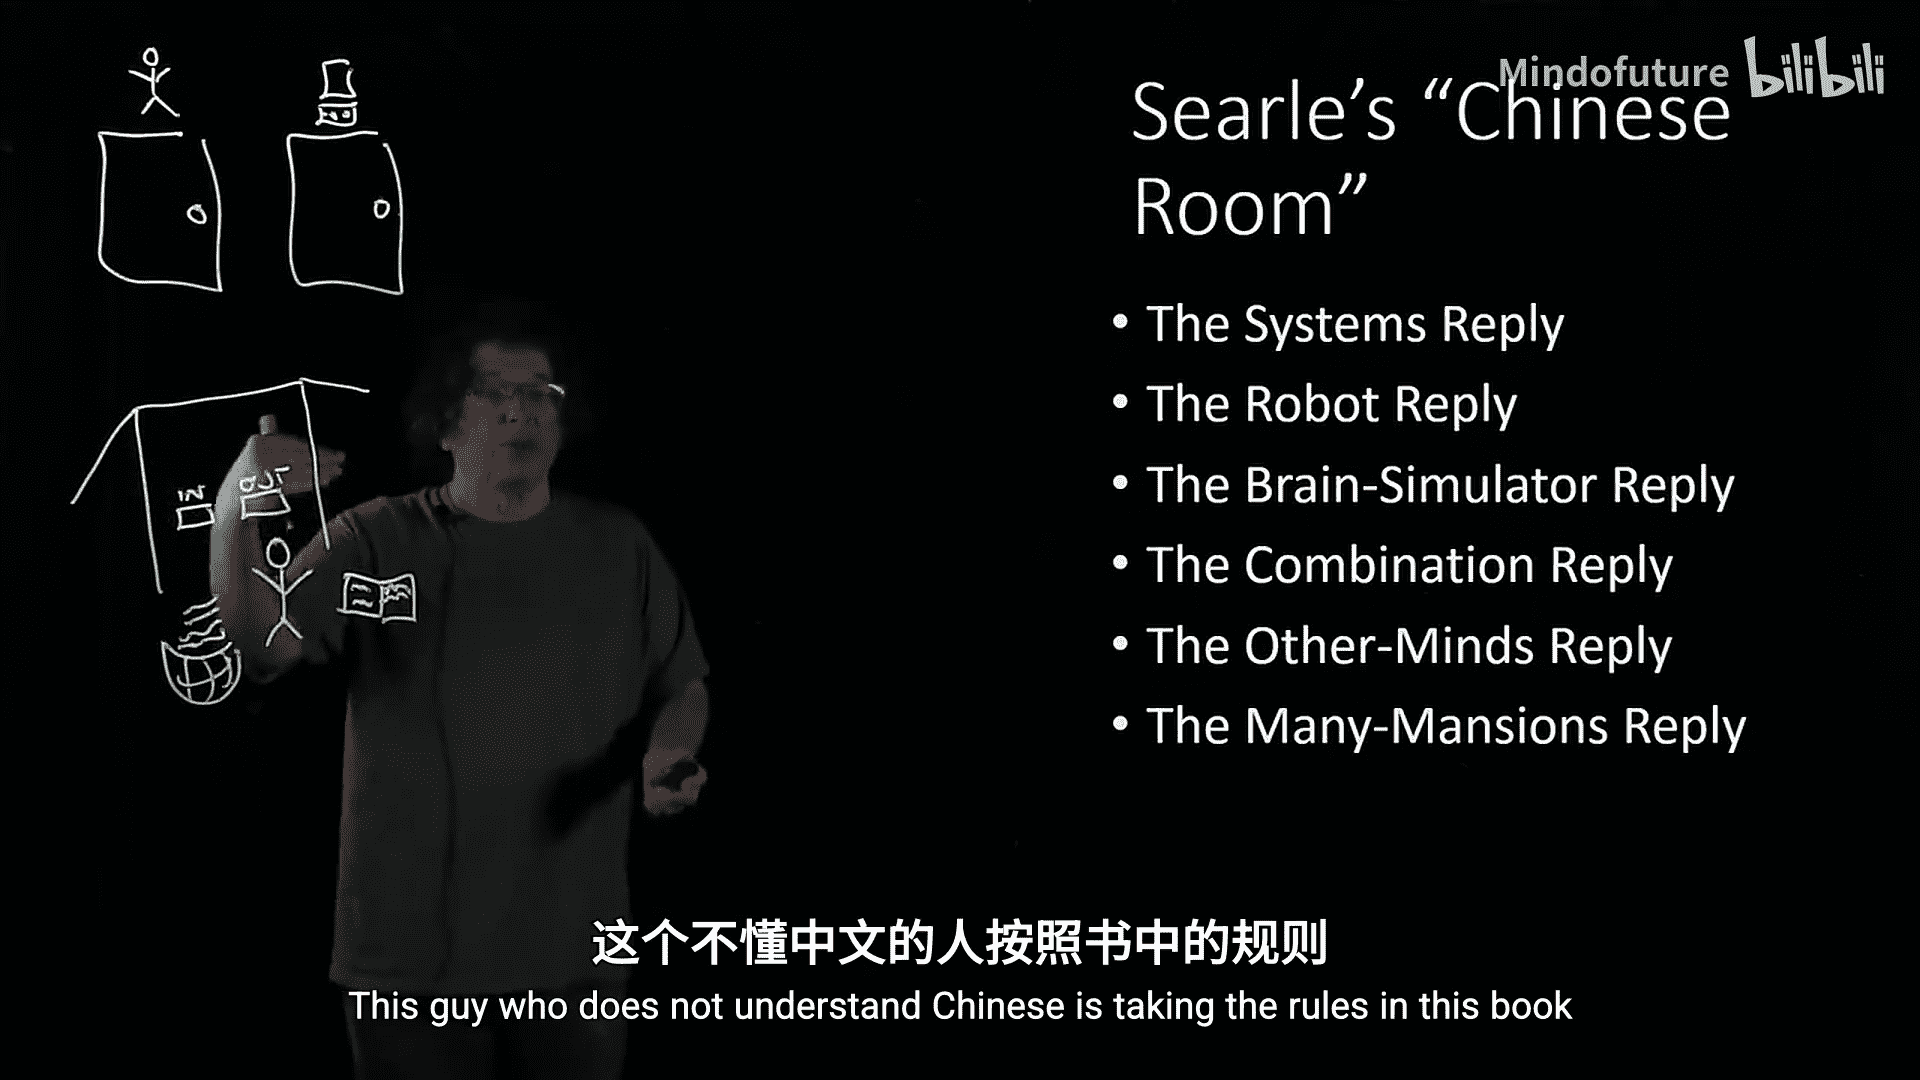 Mindofuture bilibili
Searle’s “Chinese
Room”
• The Systems Reply
• The Robot Reply
• The Brain-Simulator Reply
• The Combination Reply
• The Other-Minds Reply
• The Many-Mansions Reply
IN
OUT
这个不懂中文的人按照书中的规则
This guy who does not understand Chinese is taking the rules in this book